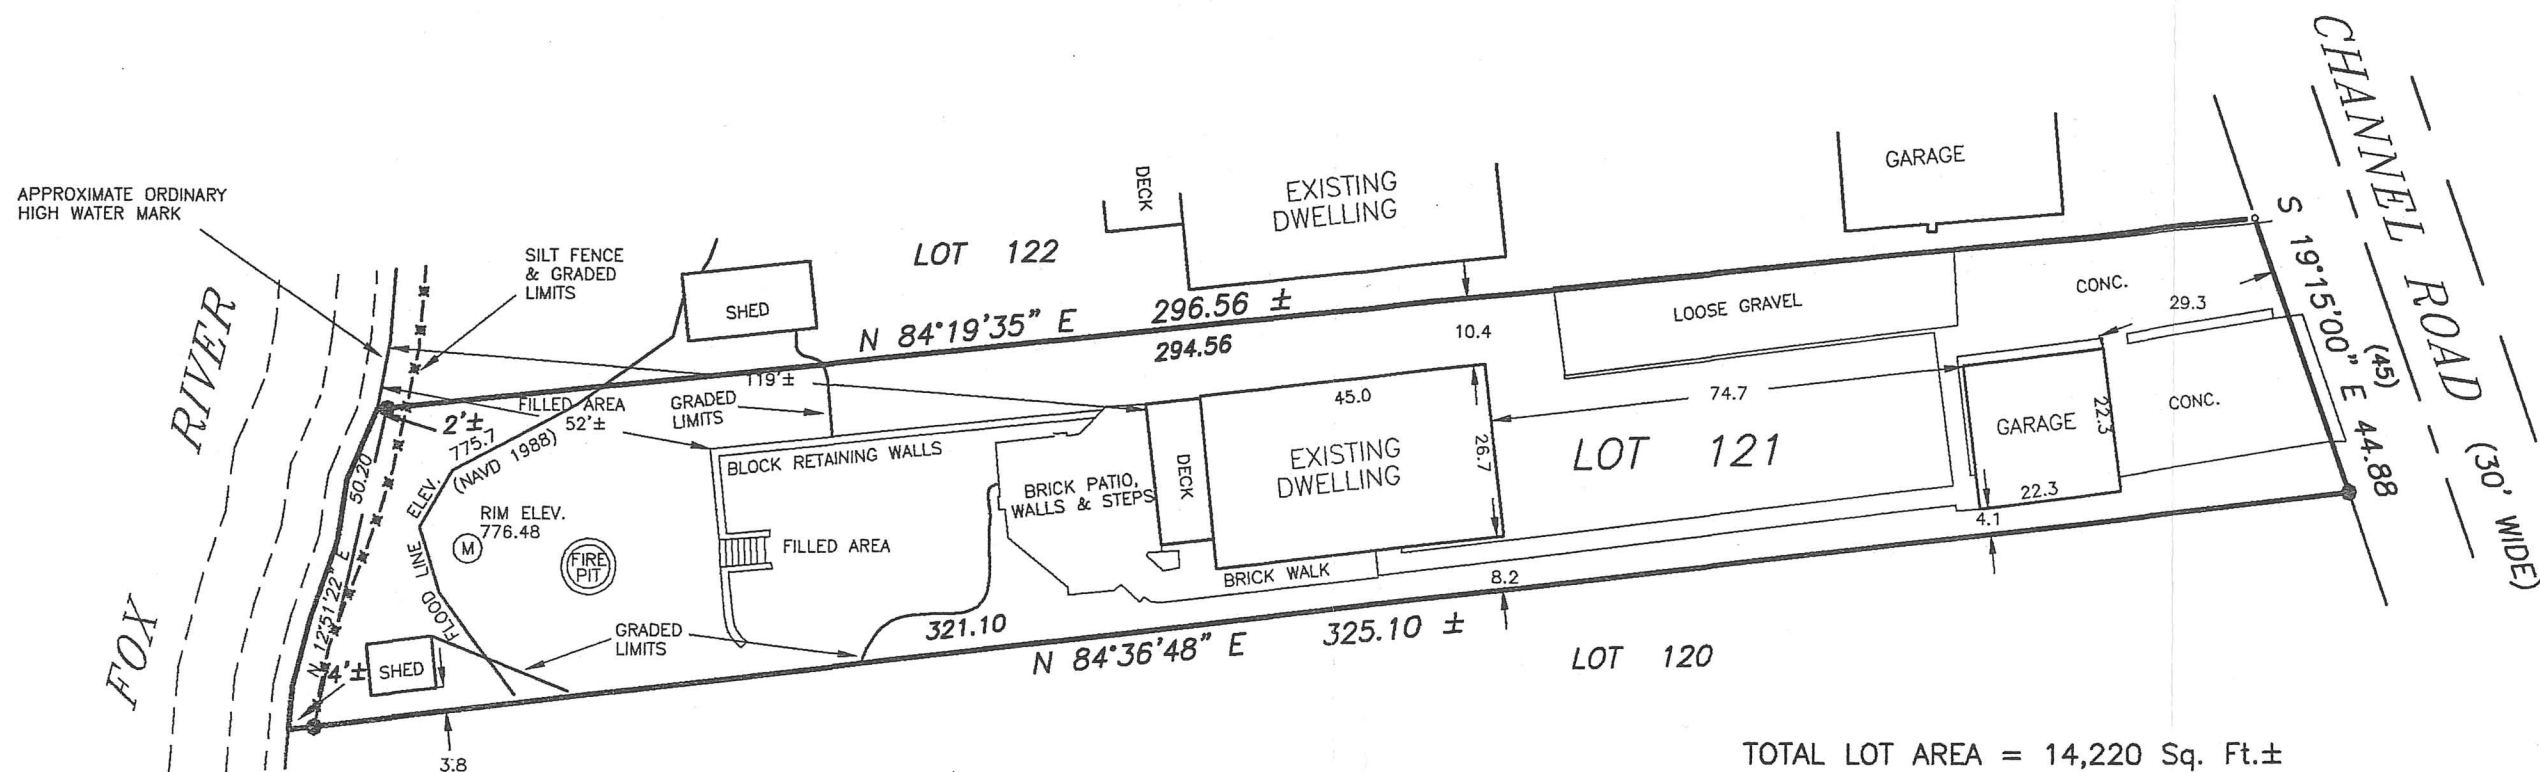 APPROXIMATE ORDINARY
HIGH WATER MARK
SILT FENCE
& GRADED
LIMITS
FOX RIVER
LOT 122
DECK
EXISTING
DWELLING
GARAGE
CHANNEL ROAD (30' WIDE)
SHED
N 84°19'35" E 296.56 ±
294.56
10.4
LOOSE GRAVEL
CONC.
29.3
S 19°15'00" E 44.88
(45)
119'±
FILLED AREA
52'±
GRADED
LIMITS
2'±
775.7
(NAVD 1988)
FLOOD LINE ELEV.
50.20
N 12°51'22" E
BLOCK RETAINING WALLS
RIM ELEV.
776.48
M
FIRE
PIT
FILLED AREA
BRICK PATIO,
WALLS & STEPS
DECK
45.0
EXISTING
DWELLING
26.7
74.7
LOT 121
GARAGE
22.3
22.3
CONC.
4.1
BRICK WALK
8.2
4'±
SHED
GRADED
LIMITS
321.10
N 84°36'48" E 325.10 ±
LOT 120
3.8
TOTAL LOT AREA = 14,220 Sq. Ft.±